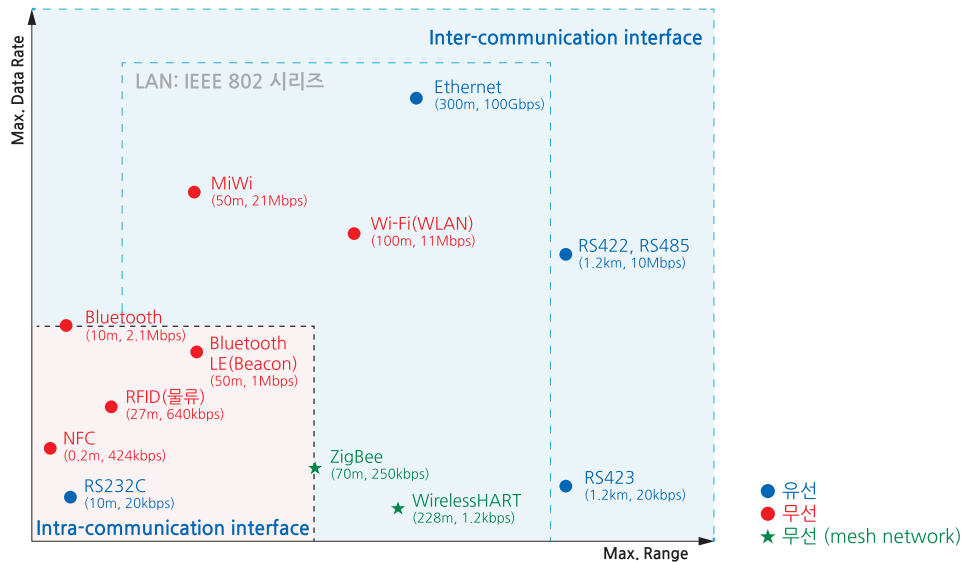 Inter-communication interface
Max. Data Rate
LAN: IEEE 802 시리즈
Ethernet
(300m, 100Gbps)
MiWi
(50m, 21Mbps)
Wi-Fi(WLAN)
(100m, 11Mbps)
RS422, RS485
(1.2km, 10Mbps)
Bluetooth
(10m, 2.1Mbps)
Bluetooth
LE(Beacon)
(50m, 1Mbps)
RFID(물류)
(27m, 640kbps)
NFC
(0.2m, 424kbps)
ZigBee
(70m, 250kbps)
RS232C
(10m, 20kbps)
WirelessHART
(228m, 1.2kbps)
RS423
(1.2km, 20kbps)
Intra-communication interface
Max. Range
유선
무선
무선 (mesh network)